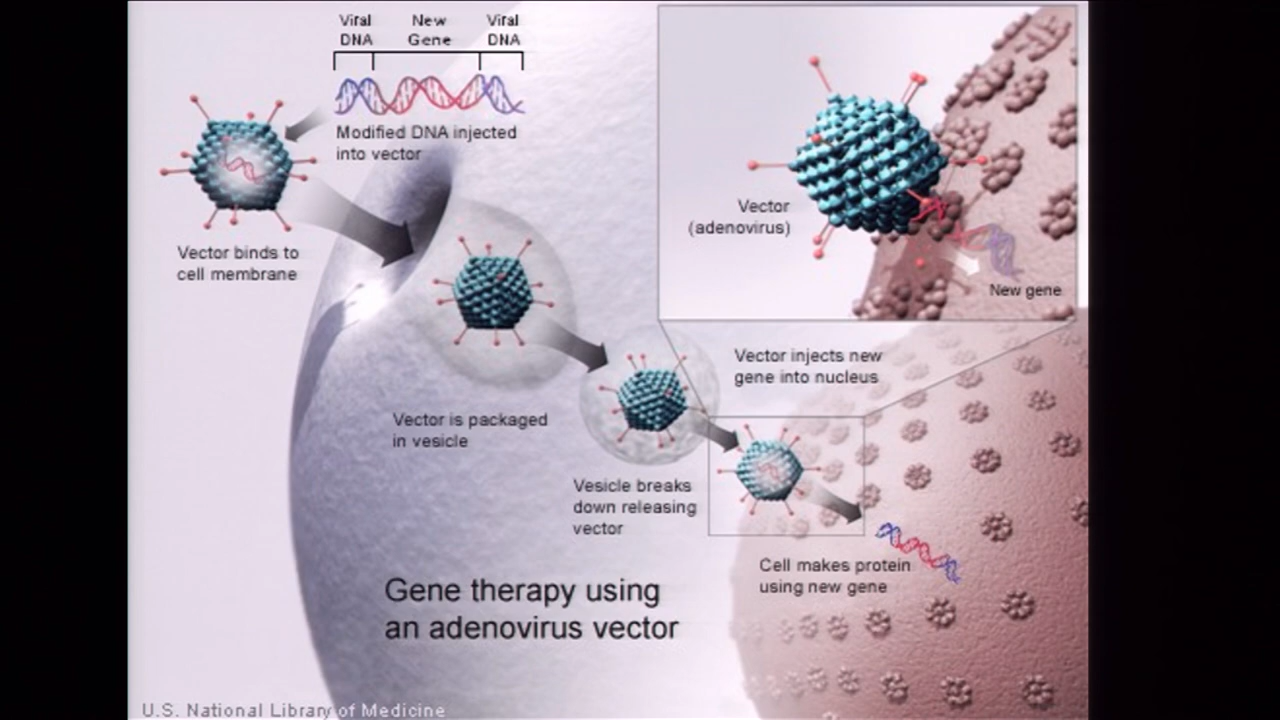 Viral New Viral
DNA Gene DNA
Modified DNA injected
into vector
Vector binds to
cell membrane
Vector is packaged
in vesicle
Vesicle breaks
down releasing
vector
Vector
(adenovirus)
New gene
Vector injects new
gene into nucleus
Cell makes protein
using new gene
Gene therapy using
an adenovirus vector
U.S. National Library of Medicine